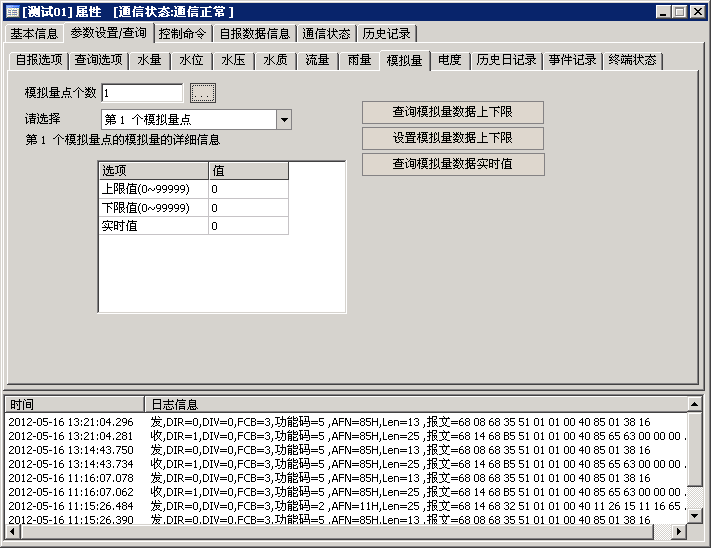 [测试01] 属性 [通信状态:通信正常 ]
基本信息 参数设置/查询 控制命令 自报数据信息 通信状态 历史记录
自报选项 查询选项 水量 水位 水压 水质 流量 雨量 模拟量 电度 历史日记录 事件记录 终端状态
模拟量点个数 1 ...
查询模拟量数据上下限
请选择 第 1 个模拟量点
设置模拟量数据上下限
第 1 个模拟量点的模拟量的详细信息
查询模拟量数据实时值
选项 值
上限值(0~99999) 0
下限值(0~99999) 0
实时值 0
时间 日志信息
2012-05-16 13:21:04.296 发,DIR=0,DIV=0,FCB=3,功能码=5 ,AFN=85H,Len=13 ,报文=68 08 68 35 51 01 01 00 40 85 01 38 16
2012-05-16 13:21:04.281 收,DIR=1,DIV=0,FCB=3,功能码=5 ,AFN=85H,Len=25 ,报文=68 14 68 B5 51 01 01 00 40 85 65 63 00 00 00 .
2012-05-16 13:14:43.750 发,DIR=0,DIV=0,FCB=3,功能码=5 ,AFN=85H,Len=13 ,报文=68 08 68 35 51 01 01 00 40 85 01 38 16
2012-05-16 13:14:43.734 收,DIR=1,DIV=0,FCB=3,功能码=5 ,AFN=85H,Len=25 ,报文=68 14 68 B5 51 01 01 00 40 85 65 63 00 00 00 .
2012-05-16 11:16:07.078 发,DIR=0,DIV=0,FCB=3,功能码=5 ,AFN=85H,Len=13 ,报文=68 08 68 35 51 01 01 00 40 85 01 38 16
2012-05-16 11:16:07.062 收,DIR=1,DIV=0,FCB=3,功能码=5 ,AFN=85H,Len=25 ,报文=68 14 68 B5 51 01 01 00 40 85 65 63 00 00 00 .
2012-05-16 11:15:26.484 发,DIR=0,DIV=0,FCB=3,功能码=2 ,AFN=11H,Len=25 ,报文=68 14 68 32 51 01 01 00 40 11 26 15 11 16 65 .
2012-05-16 11:15:26.390 发,DIR=0,DIV=0,FCB=3,功能码=5 ,AFN=85H,Len=13 ,报文=68 08 68 35 51 01 01 00 40 85 01 38 16